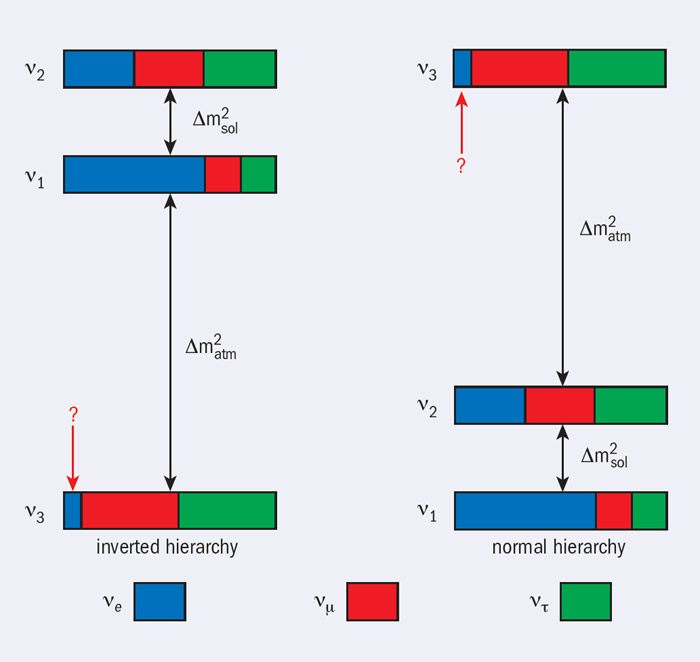 ν2
Δm²sol
ν1
Δm²atm
?
ν3
inverted hierarchy
ν3
?
Δm²atm
ν2
Δm²sol
ν1
normal hierarchy
νe
νμ
ντ